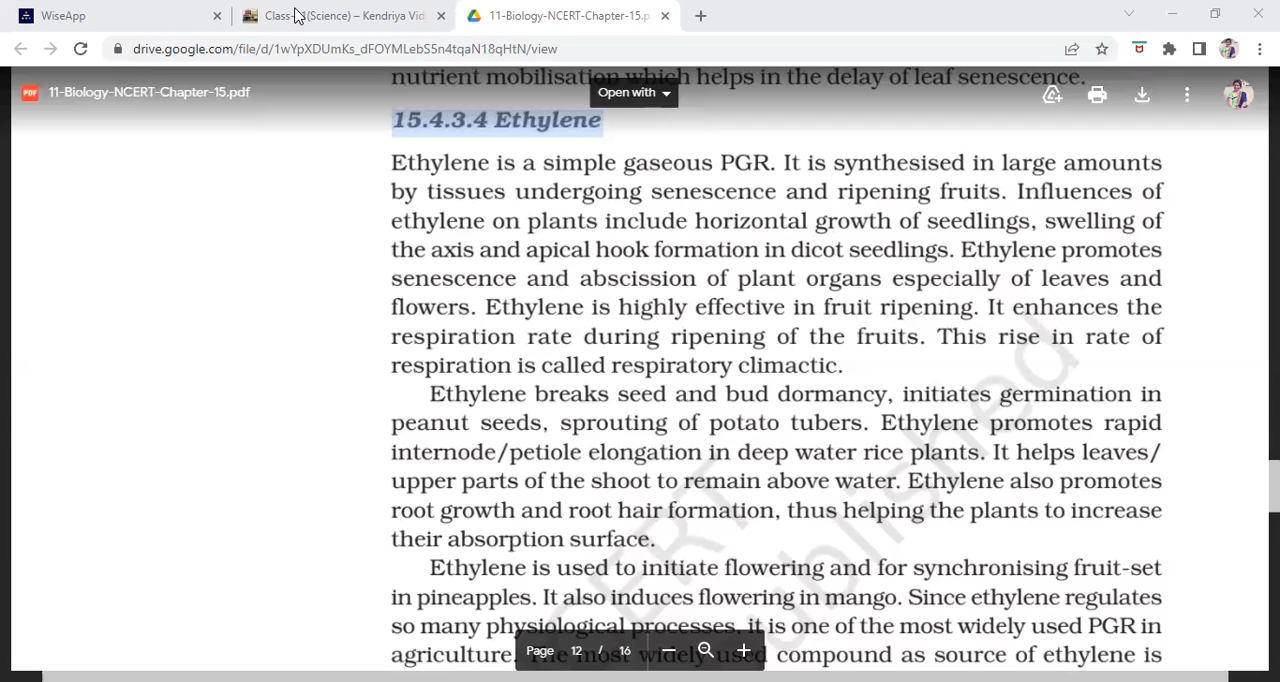 WiseApp
Class-
(Science) – Kendriya Vid
11-Biology-NCERT-Chapter-15.p
drive.google.com/file/d/1wYpXDUmKs_dFOYMLebS5n4tqaN18qHtN/view
nutrient mobilisation which helps in the delay of leaf senescence.
PDF
11-Biology-NCERT-Chapter-15.pdf
Open with
15.4.3.4 Ethylene
Ethylene is a simple gaseous PGR. It is synthesised in large amounts
by tissues undergoing senescence and ripening fruits. Influences of
ethylene on plants include horizontal growth of seedlings, swelling of
the axis and apical hook formation in dicot seedlings. Ethylene promotes
senescence and abscission of plant organs especially of leaves and
flowers. Ethylene is highly effective in fruit ripening. It enhances the
respiration rate during ripening of the fruits. This rise in rate of
respiration is called respiratory climactic.
Ethylene breaks seed and bud dormancy, initiates germination in
peanut seeds, sprouting of potato tubers. Ethylene promotes rapid
internode/petiole elongation in deep water rice plants. It helps leaves/
upper parts of the shoot to remain above water. Ethylene also promotes
root growth and root hair formation, thus helping the plants to increase
their absorption surface.
Ethylene is used to initiate flowering and for synchronising fruit-set
in pineapples. It also induces flowering in mango. Since ethylene regulates
so many physiological processes, it is one of the most widely used PGR in
agriculture. The most widely used compound as source of ethylene is
Page 12 / 16